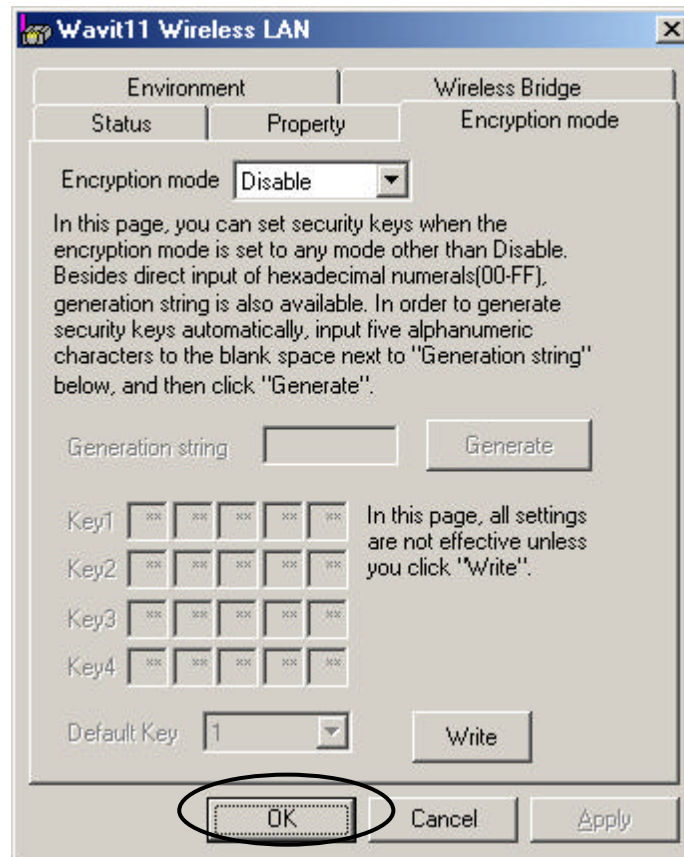 Wavit11 Wireless LAN
Environment Wireless Bridge
Status Property Encryption mode
Encryption mode Disable
In this page, you can set security keys when the
encryption mode is set to any mode other than Disable.
Besides direct input of hexadecimal numerals(00-FF),
generation string is also available. In order to generate
security keys automatically, input five alphanumeric
characters to the blank space next to "Generation string"
below, and then click "Generate".
Generation string Generate
Key1 ** ** ** ** **
Key2 ** ** ** ** **
Key3 ** ** ** ** **
Key4 ** ** ** ** **
In this page, all settings
are not effective unless
you click "Write".
Default Key 1 Write
OK Cancel Apply